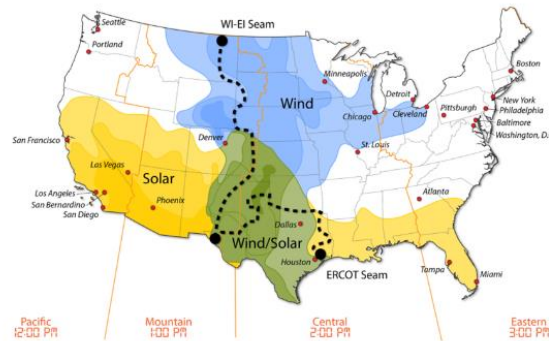 Seattle
WI-EI Seam
Portland
Minneapolis
Boston
Wind
Detroit
New York
Pittsburgh
Philadelphia
Chicago
Cleveland
Baltimore
Washington, D.
San Francisco
Denver
St. Louis
Las Vegas
Solar
Los Angeles
Atlanta
San Bernardino
Phoenix
San Diego
Dallas
Wind/Solar
Houston
Tampa
Miami
ERCOT Seam
Pacific
Mountain
Central
Eastern
12:00 PM
1:00 PM
2:00 PM
3:00 PM